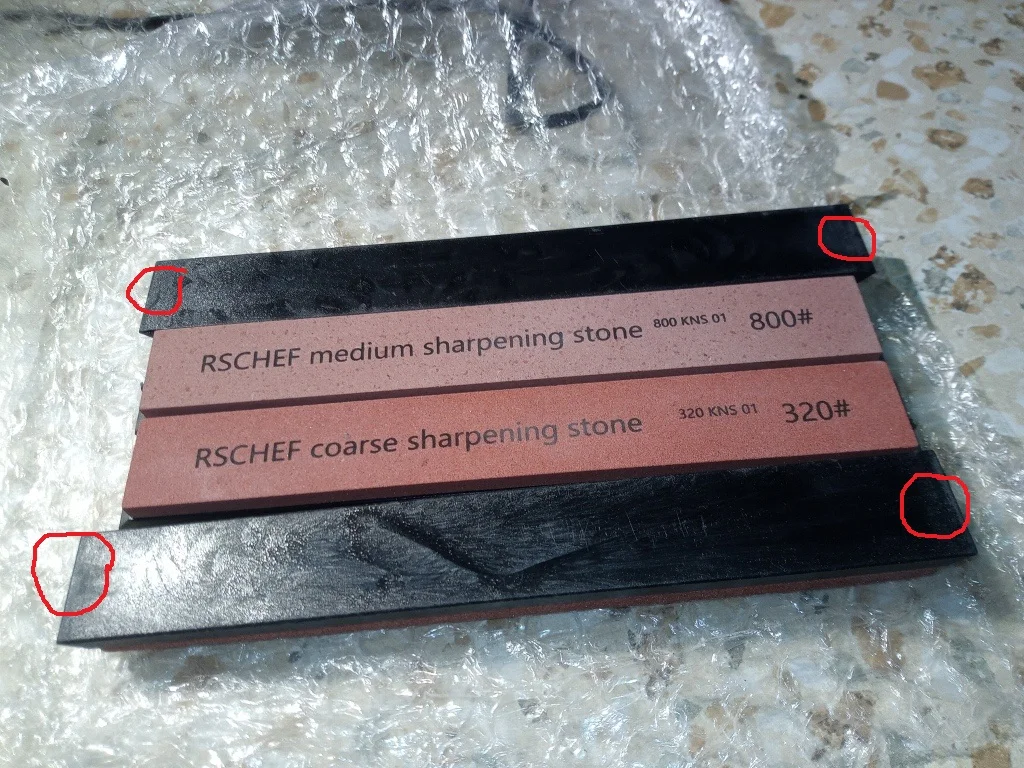 RSCHEF medium sharpening stone 800 KNS 01 800#
RSCHEF coarse sharpening stone 320 KNS 01 320#